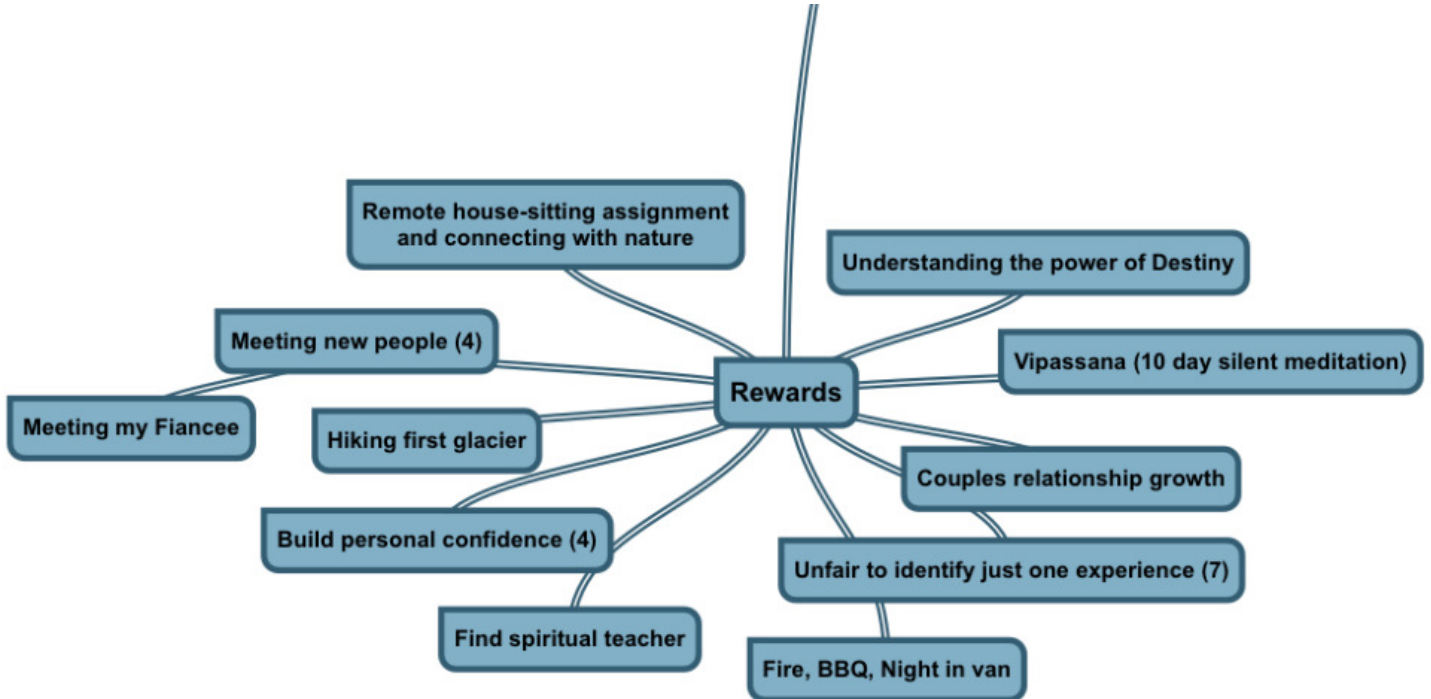 Remote house-sitting assignment
and connecting with nature
Understanding the power of Destiny
Meeting new people (4)
Vipassana (10 day silent meditation)
Rewards
Meeting my Fiancee
Hiking first glacier
Couples relationship growth
Build personal confidence (4)
Unfair to identify just one experience (7)
Find spiritual teacher
Fire, BBQ, Night in van